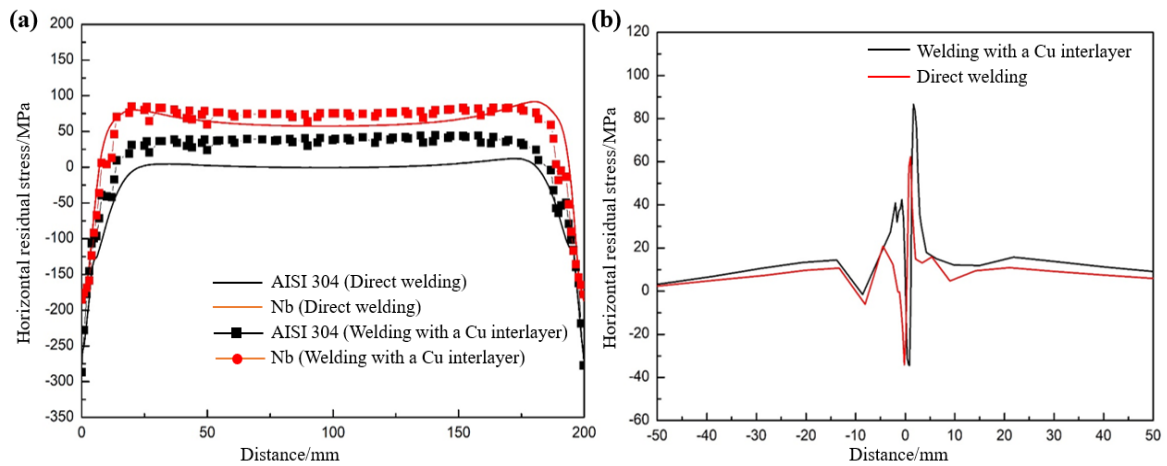 (a)
200
150
100
50
0
-50
-100
-150
-200
-250
-300
-350
Horizontal residual stress/MPa
AISI 304 (Direct welding)
Nb (Direct welding)
AISI 304 (Welding with a Cu interlayer)
Nb (Welding with a Cu interlayer)
0 50 100 150 200
Distance/mm
(b)
120
100
80
60
40
20
0
-20
-40
-60
Horizontal residual stress/MPa
Welding with a Cu interlayer
Direct welding
-50 -40 -30 -20 -10 0 10 20 30 40 50
Distance/mm